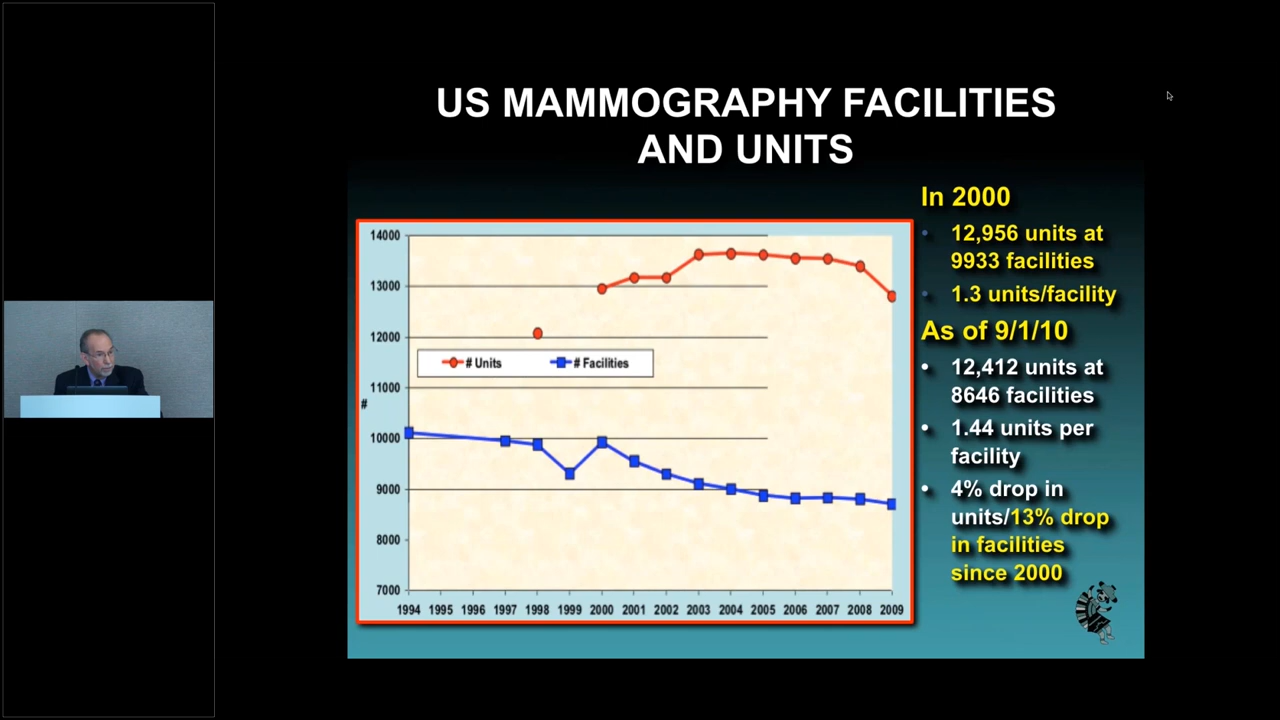 US MAMMOGRAPHY FACILITIES
AND UNITS
In 2000
• 12,956 units at
9933 facilities
• 1.3 units/facility
As of 9/1/10
• 12,412 units at
8646 facilities
• 1.44 units per
facility
• 4% drop in
units/13% drop
in facilities
since 2000
14000
13000
12000
# Units # Facilities
11000
#
10000
9000
8000
7000
1994 1995 1996 1997 1998 1999 2000 2001 2002 2003 2004 2005 2006 2007 2008 2009